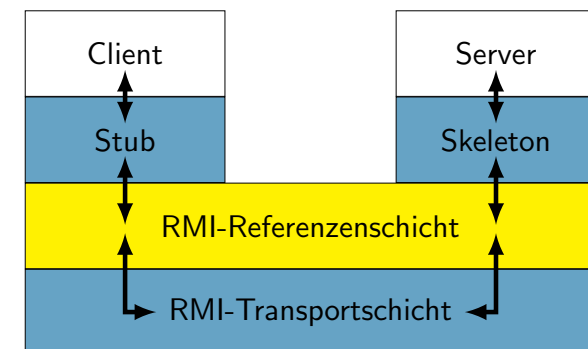 Client
Server
Stub
Skeleton
RMI-Referenzenschicht
RMI-Transportschicht